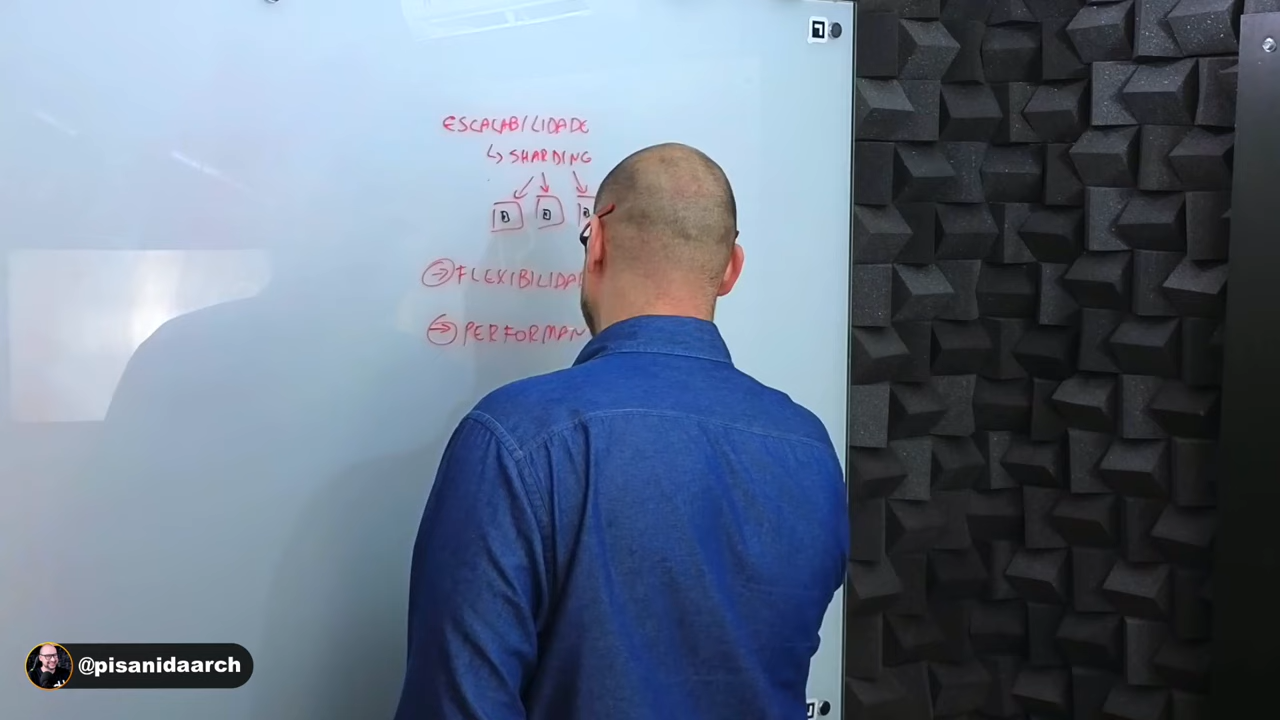 ESCALABILIDADE
↳ SHARDING
D D D
→ FLEXIBILIDA
→ PERFORMAN
@pisanidaarch